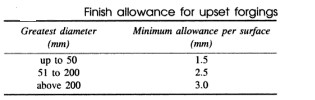 Finish allowance for upset forgings
Greatest diameter Minimum allowance per surface
(mm) (mm)
up to 50 1.5
51 to 200 2.5
above 200 3.0